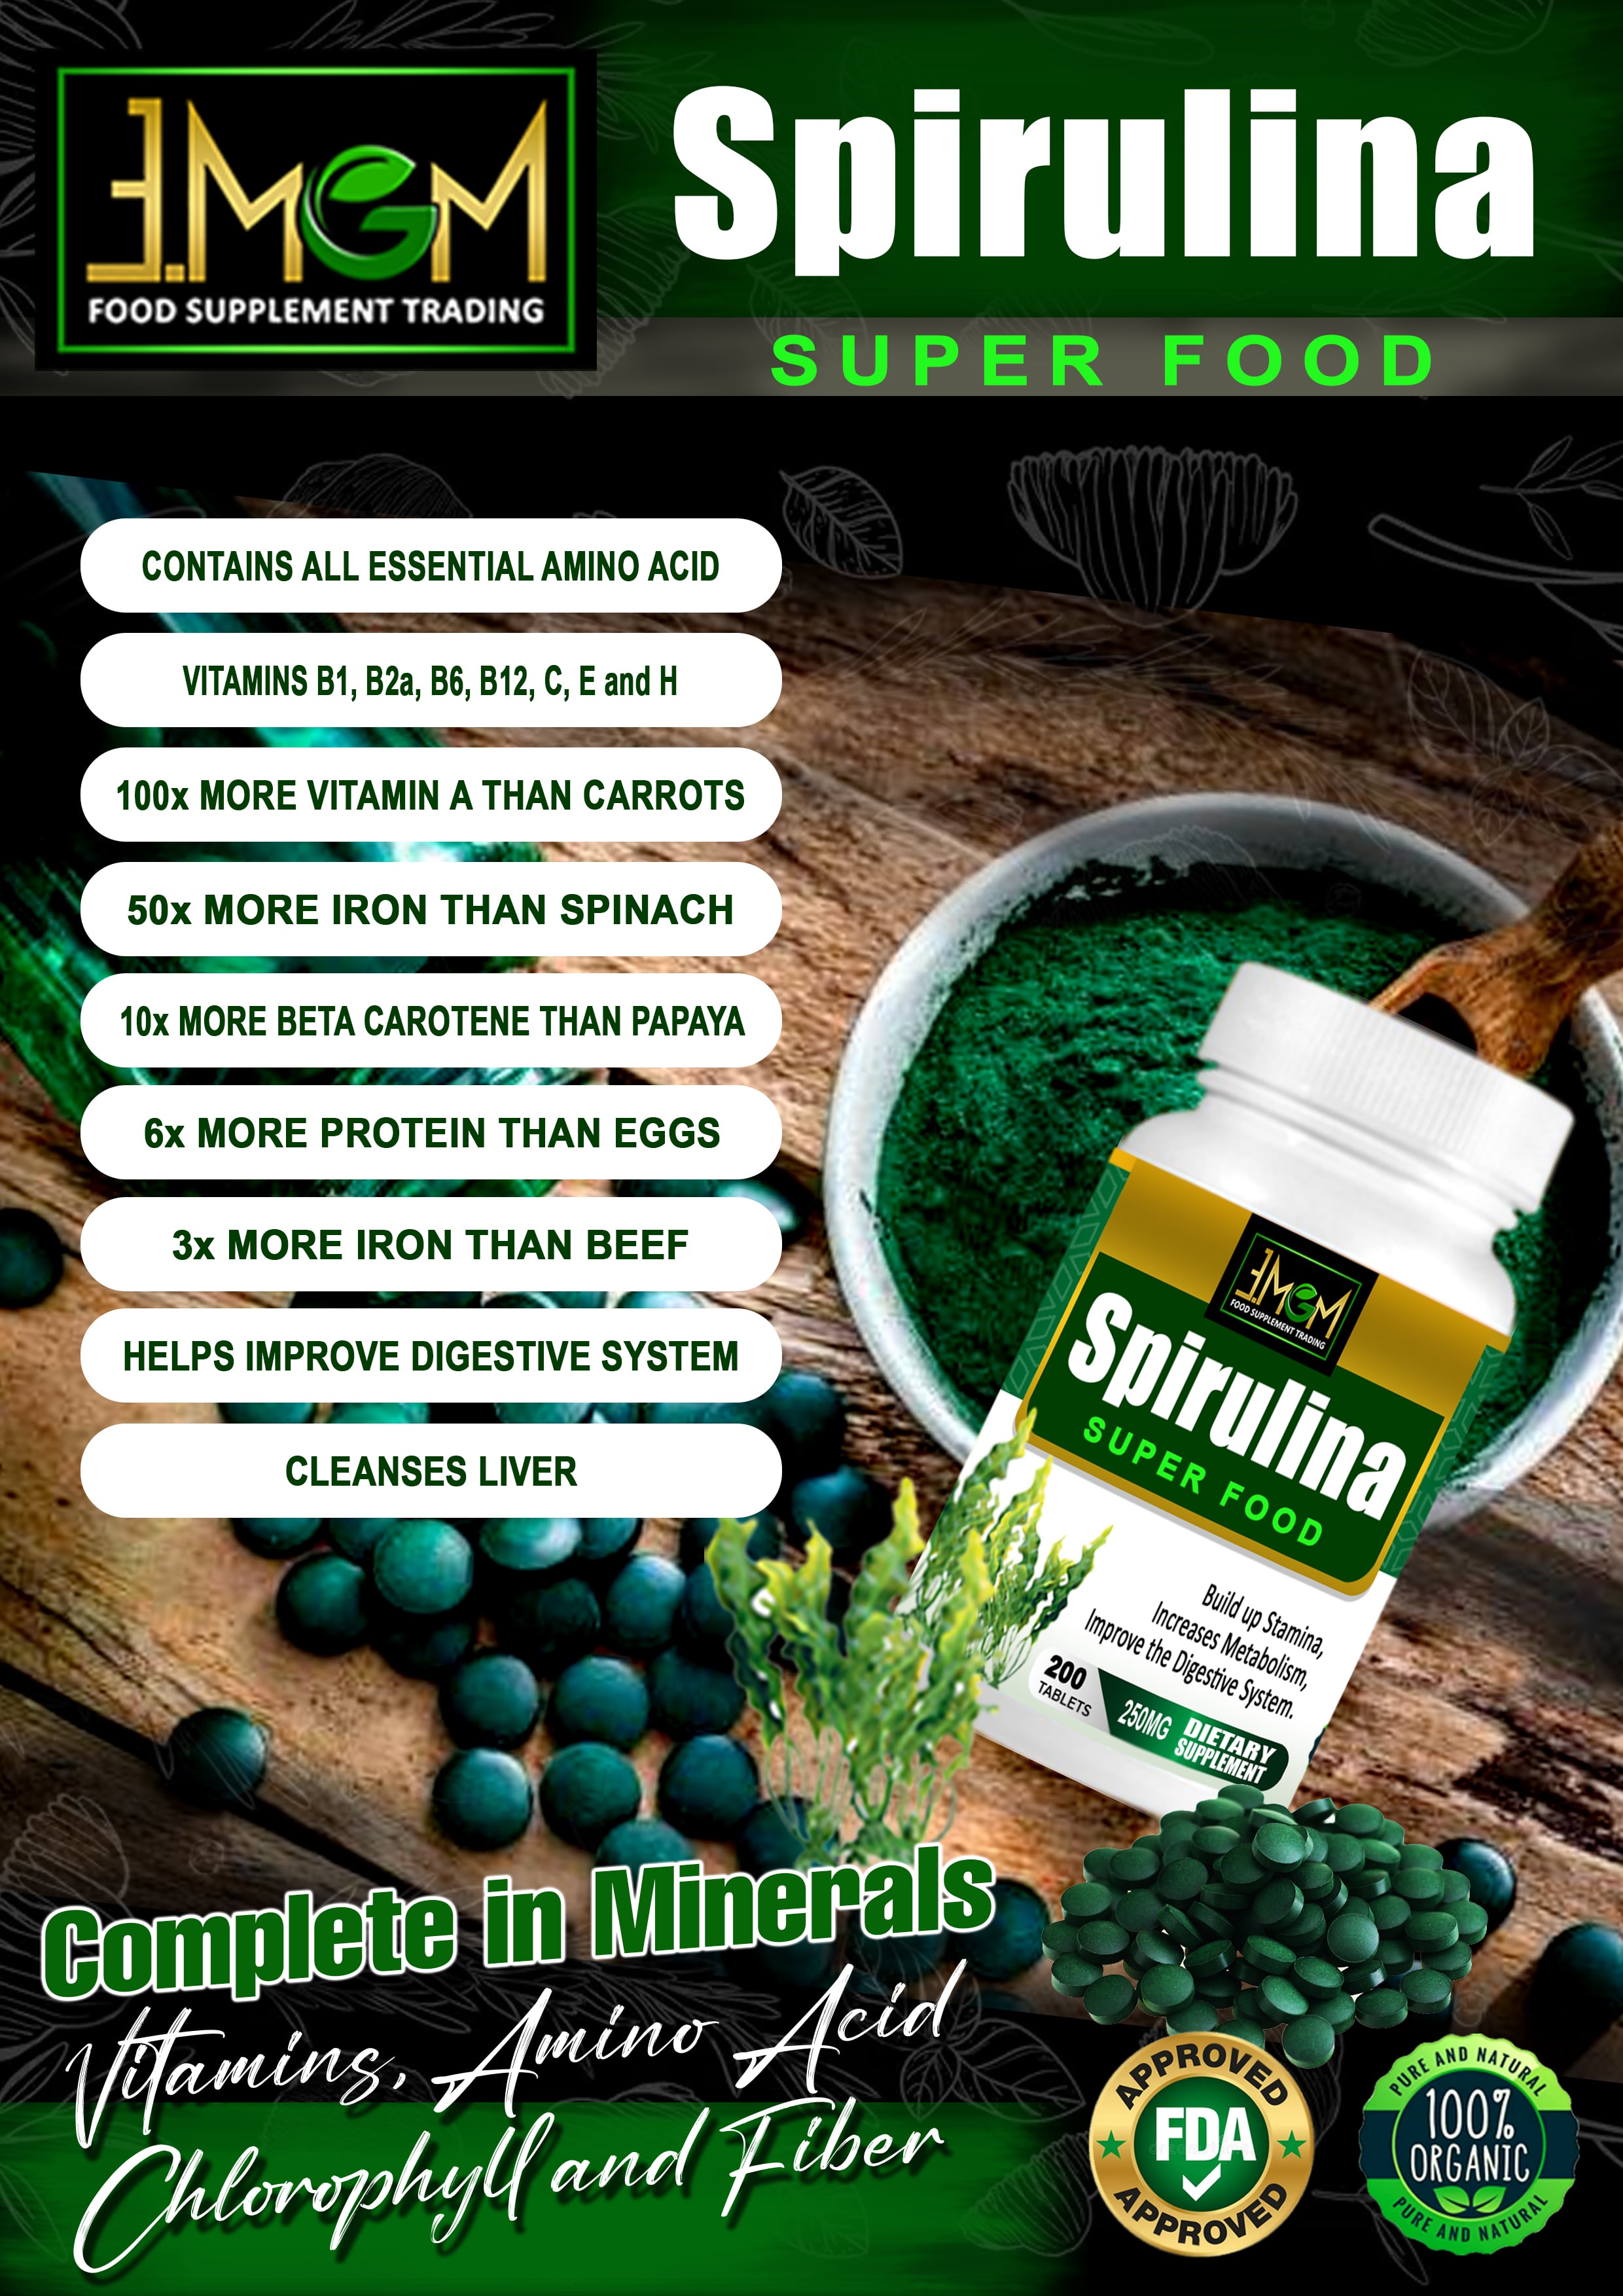 E.MGM
FOOD SUPPLEMENT TRADING
Spirulina
SUPER FOOD
CONTAINS ALL ESSENTIAL AMINO ACID
VITAMINS B1, B2a, B6, B12, C, E and H
100x MORE VITAMIN A THAN CARROTS
50x MORE IRON THAN SPINACH
10x MORE BETA CAROTENE THAN PAPAYA
6x MORE PROTEIN THAN EGGS
3x MORE IRON THAN BEEF
HELPS IMPROVE DIGESTIVE SYSTEM
CLEANSES LIVER
E.MGM
FOOD SUPPLEMENT TRADING
Spirulina
SUPER FOOD
Build up Stamina,
Increases Metabolism,
Improve the Digestive System.
200
TABLETS
250MG
DIETARY
SUPPLEMENT
Complete in Minerals
Vitamins, Amino Acid
Chlorophyll and Fiber
APPROVED
FDA
APPROVED
PURE AND NATURAL
100%
ORGANIC
PURE AND NATURAL